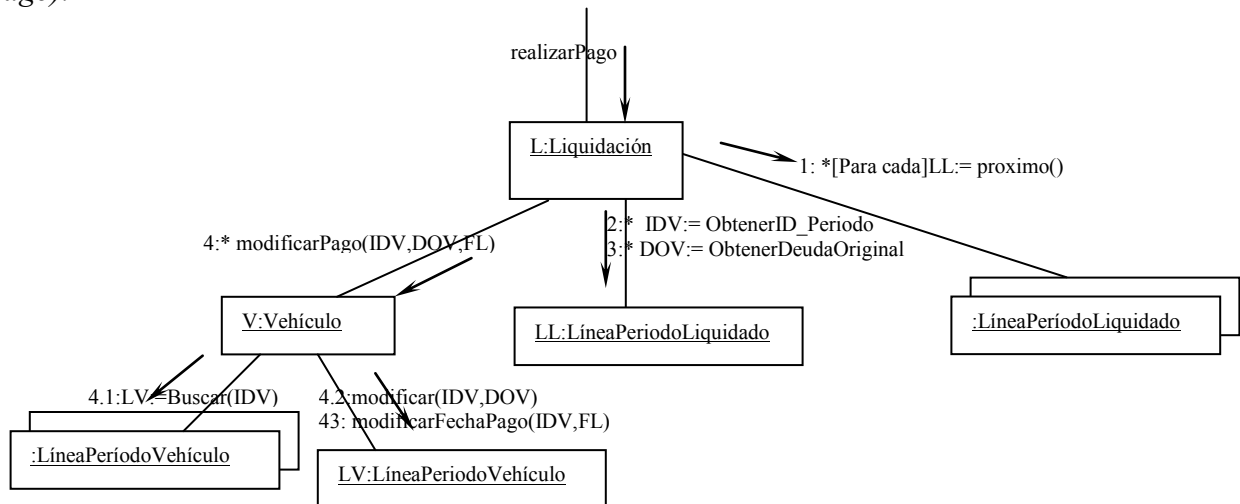 ago).
realizarPago
L:Liquidación
1: *[Para cada]LL:= proximo()
2:* IDV:= ObtenerID_Periodo
4:* modificarPago(IDV,DOV,FL)
3:* DOV:= ObtenerDeudaOriginal
V:Vehículo
LL:LíneaPeriodoLiquidado
:LíneaPeríodoLiquidado
4.1:LV:=Buscar(IDV)
4.2:modificar(IDV,DOV)
43: modificarFechaPago(IDV,FL)
:LíneaPeríodoVehículo
LV:LíneaPeriodoVehículo